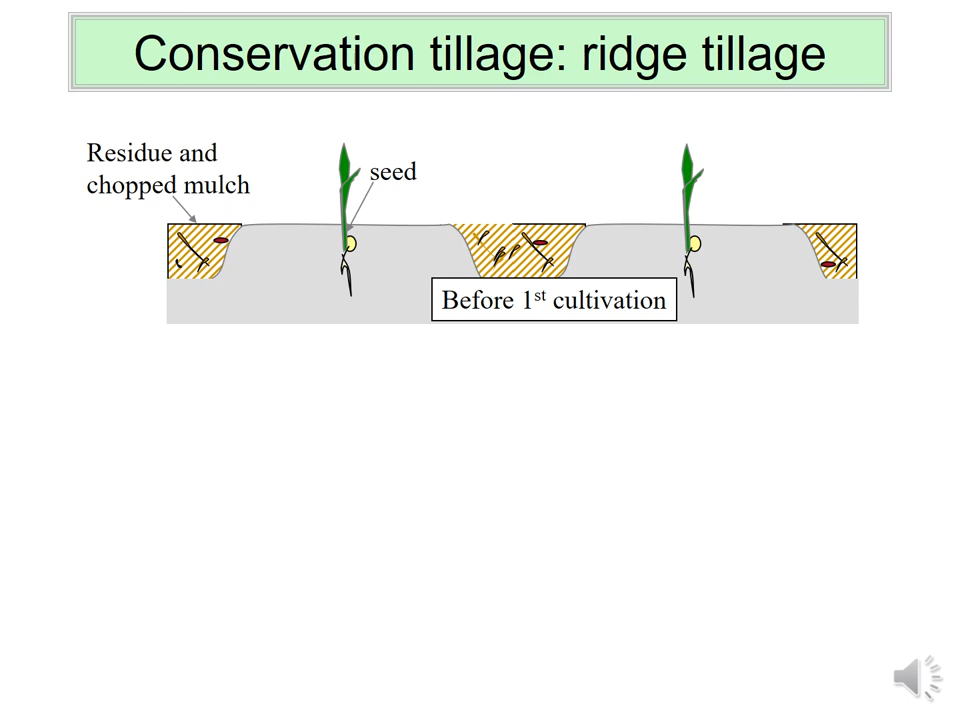 Conservation tillage: ridge tillage
Residue and
chopped mulch
seed
Before 1st cultivation